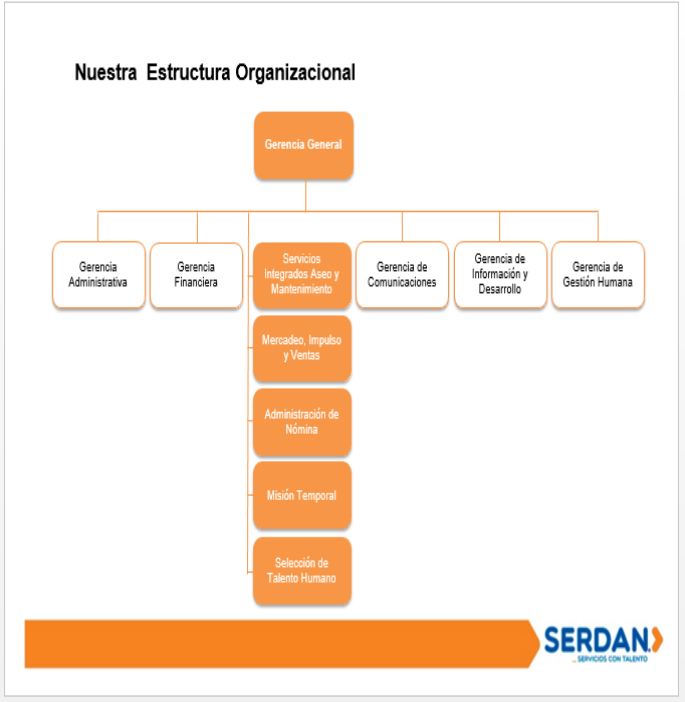 Nuestra Estructura Organizacional
Gerencia General
Gerencia
Administrativa
Gerencia
Financiera
Servicios
Integrados Aseo y
Mantenimiento
Gerencia de
Comunicaciones
Gerencia de
Información y
Desarrollo
Gerencia de
Gestión Humana
Mercadeo, Impulso
y Ventas
Administración de
Nómina
Misión Temporal
Selección de
Talento Humano
SERDAN
... SERVICIOS CON TALENTO